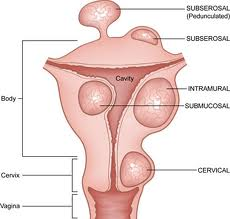 SUBSEROSAL
(Pedunculated)
SUBSEROSAL
Cavity
Body
INTRAMURAL
SUBMUCOSAL
CERVICAL
Cervix
Vagina